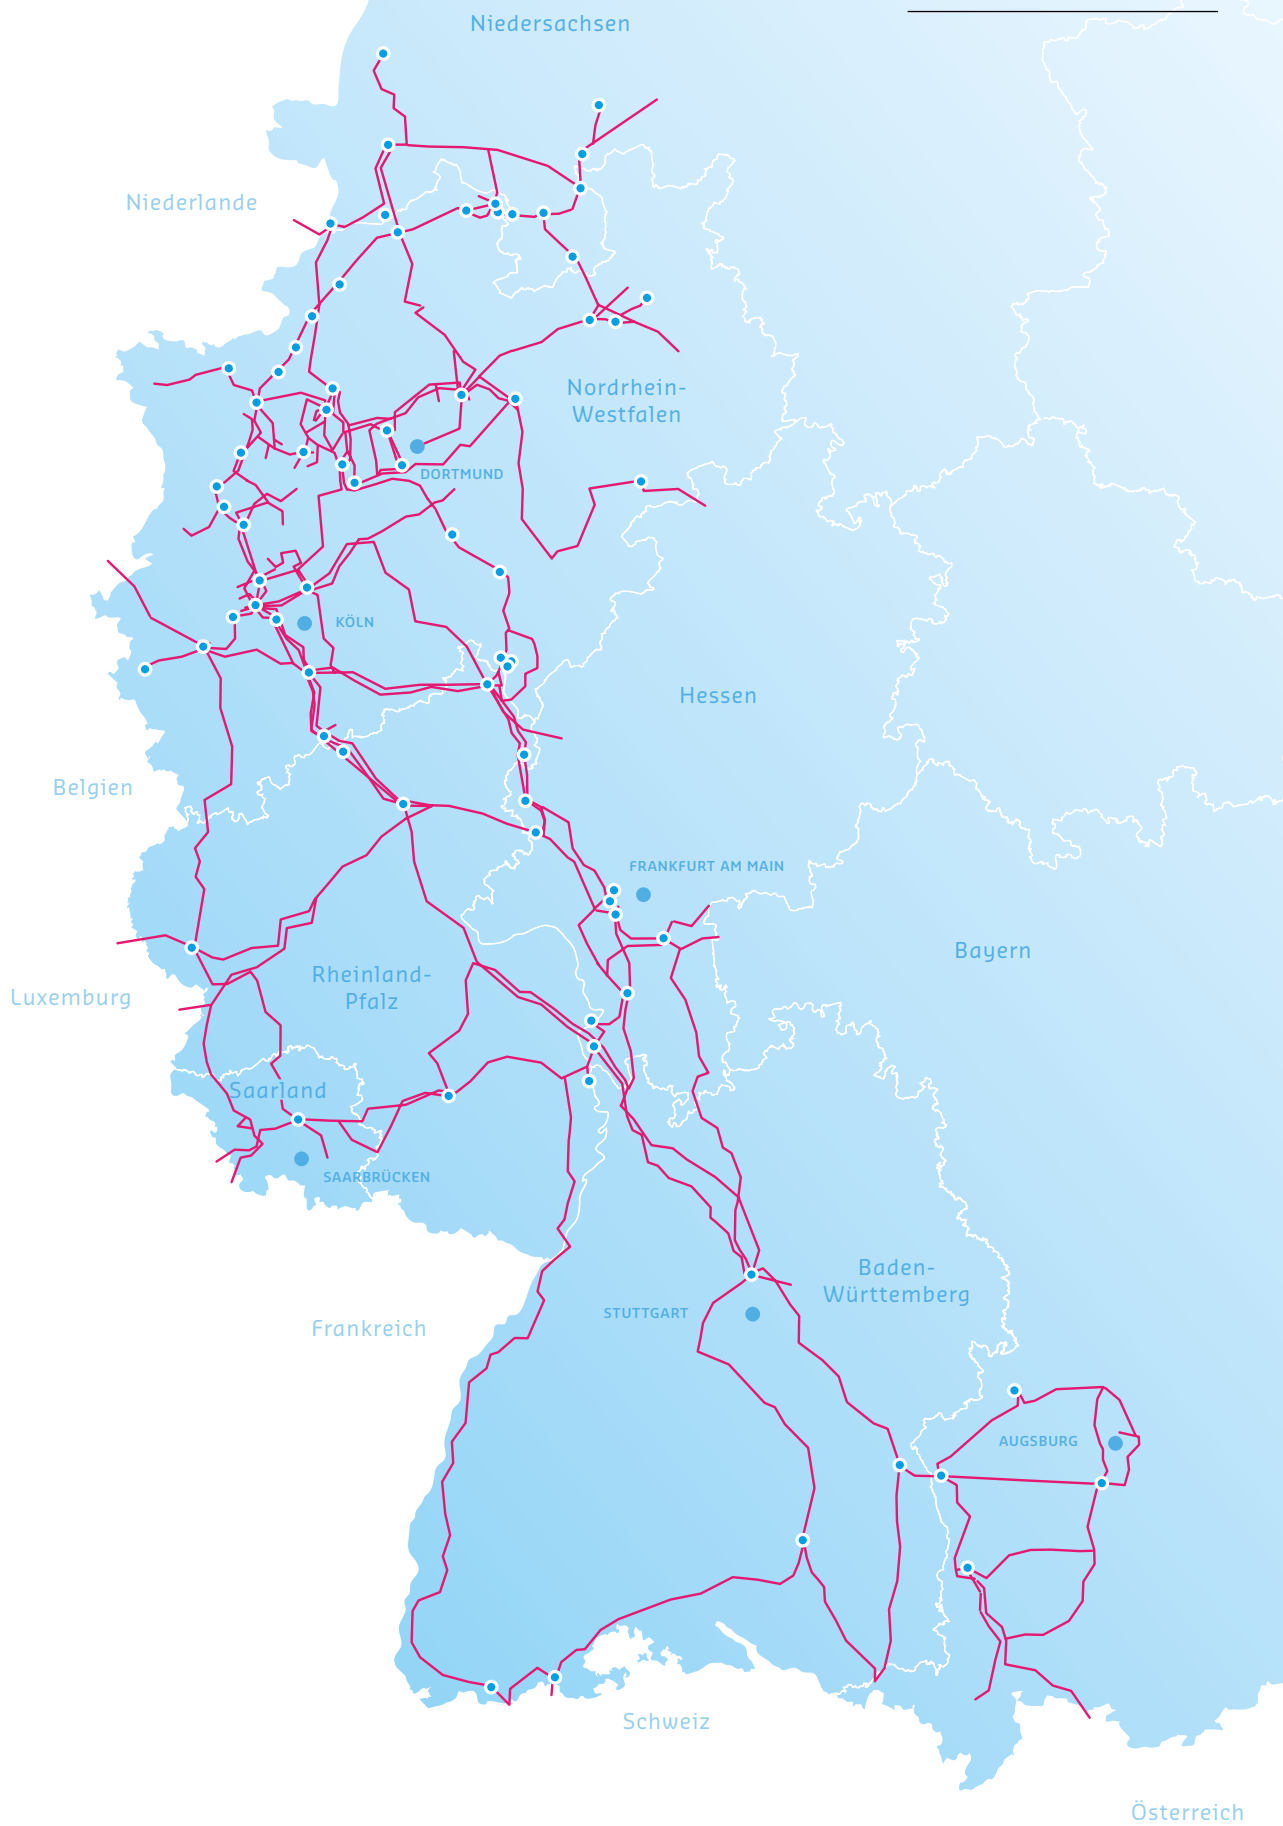 Niedersachsen
Niederlande
Nordrhein-
Westfalen
DORTMUND
KÖLN
Hessen
Belgien
FRANKFURT AM MAIN
Bayern
Rheinland-
Pfalz
Luxemburg
Saarland
SAARBRÜCKEN
Baden-
Württemberg
STUTTGART
Frankreich
AUGSBURG
Schweiz
Österreich